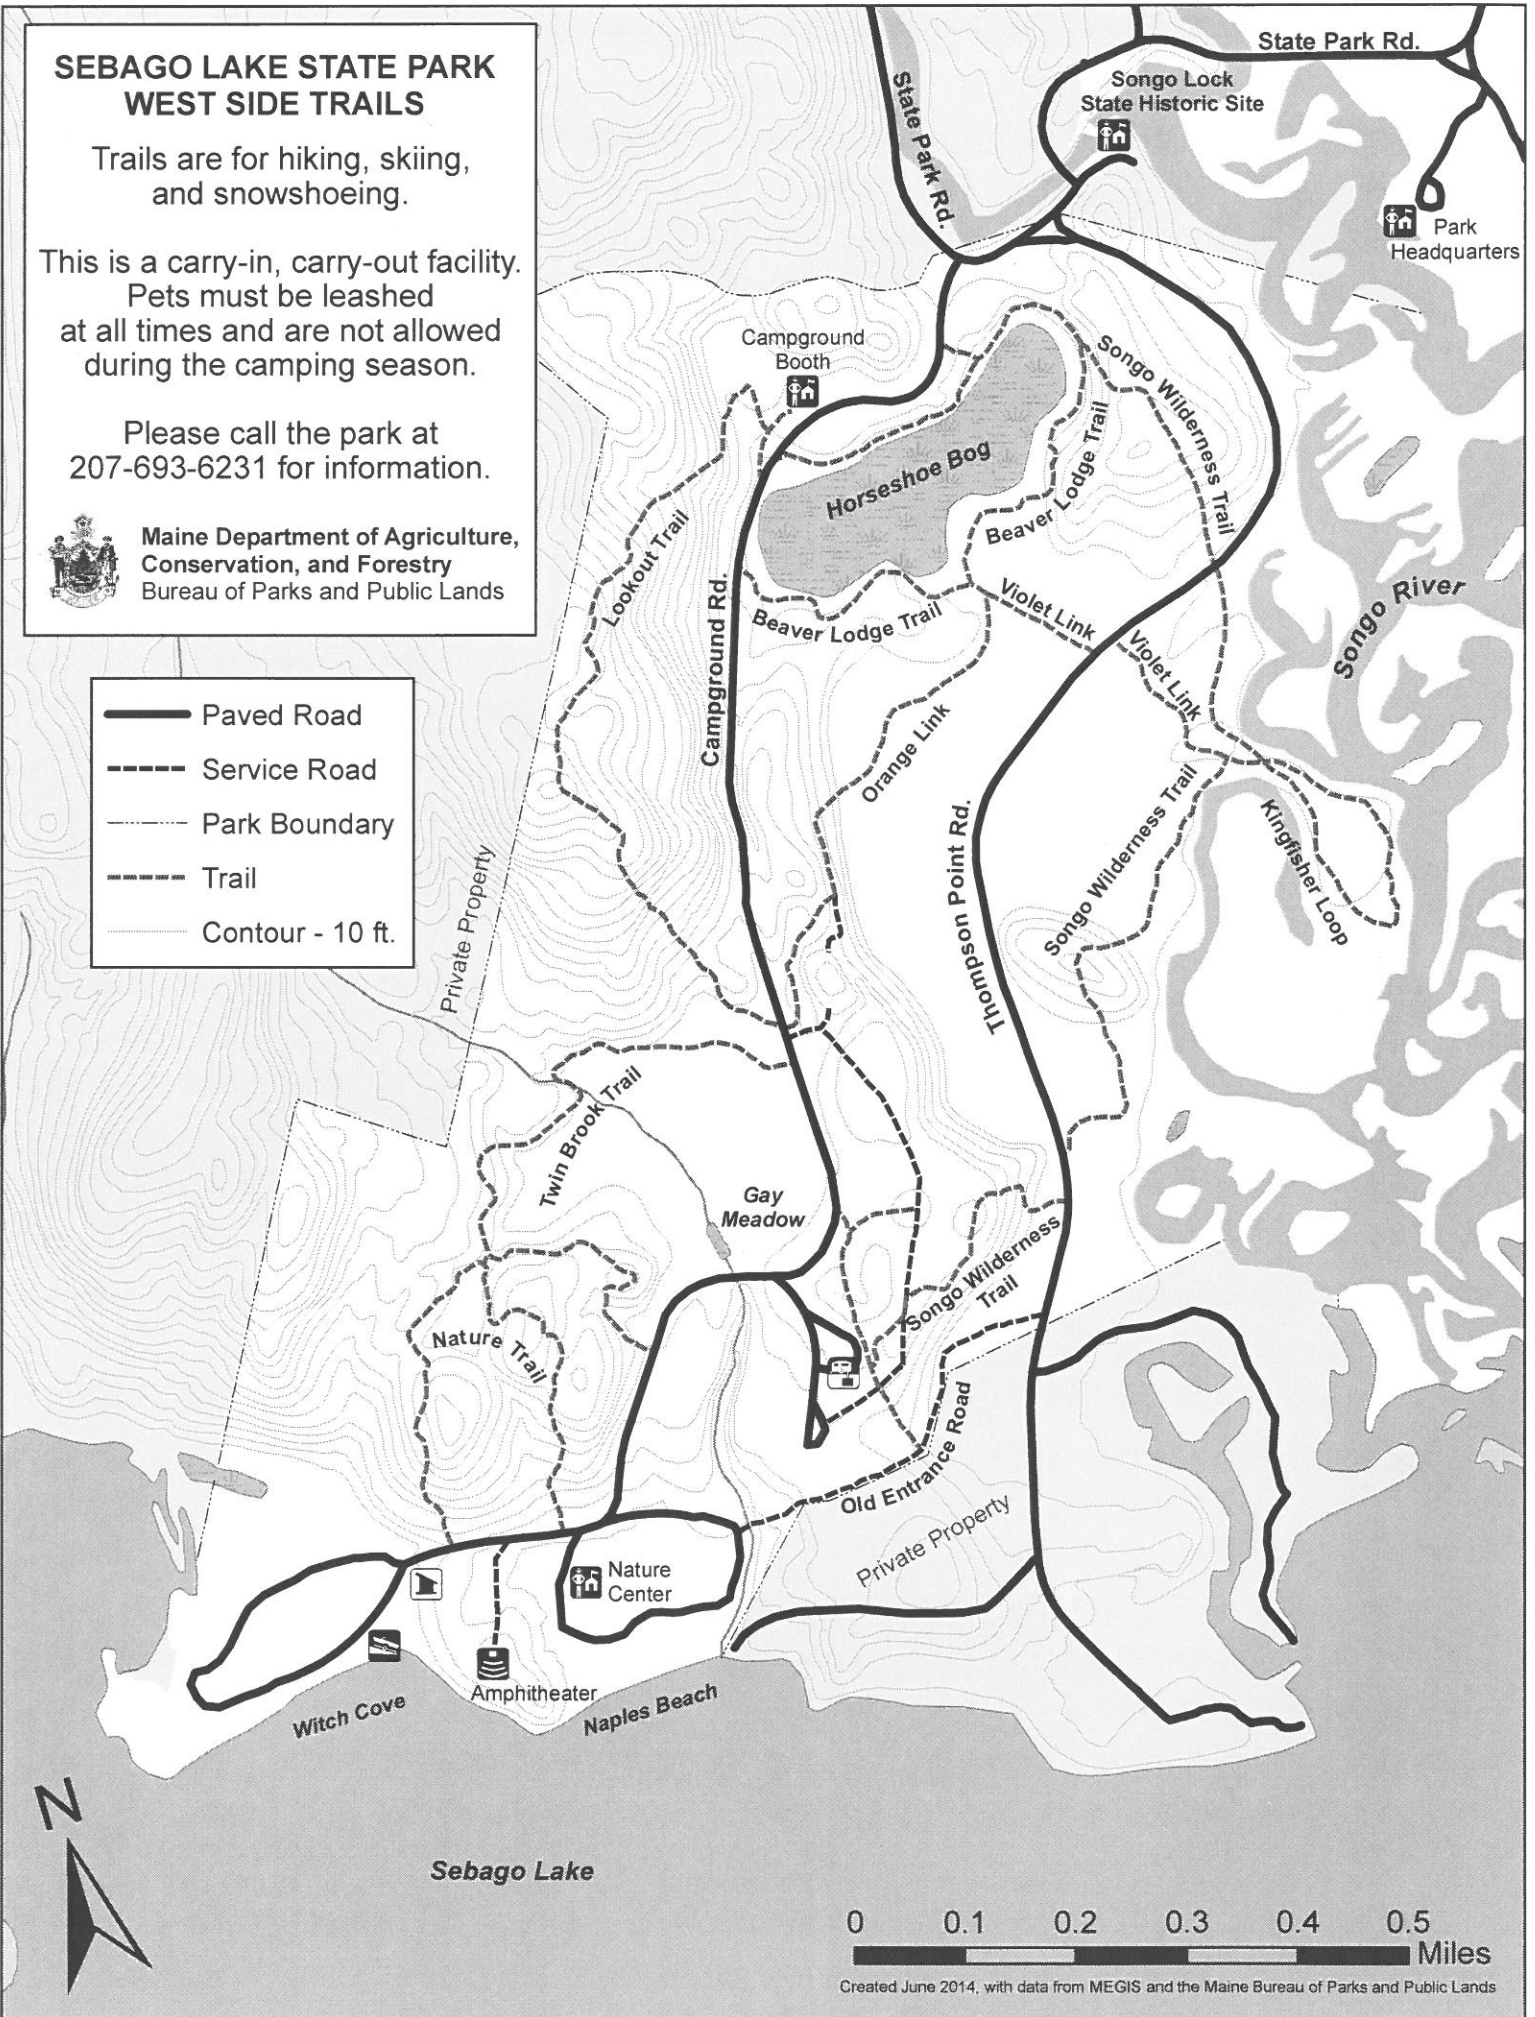 SEBAGO LAKE STATE PARK
WEST SIDE TRAILS
Trails are for hiking, skiing,
and snowshoeing.
This is a carry-in, carry-out facility.
Pets must be leashed
at all times and are not allowed
during the camping season.
Please call the park at
207-693-6231 for information.
Maine Department of Agriculture,
Conservation, and Forestry
Bureau of Parks and Public Lands
Paved Road
Service Road
Park Boundary
Trail
Contour - 10 ft.
State Park Rd.
Songo Lock
State Historic Site
State Park Rd.
Park
Headquarters
Campground
Booth
Songo Wilderness Trail
Horseshoe Bog
Beaver Lodge Trail
Lookout Trail
Campground Rd.
Beaver Lodge Trail
Violet Link
Violet Link
Songo River
Orange Link
Songo Wilderness Trail
Kingfisher Loop
Thompson Point Rd.
Private Property
Twin Brook Trail
Gay
Meadow
Songo Wilderness
Trail
Nature Trail
Old Entrance Road
Private Property
Nature
Center
Amphitheater
Witch Cove
Naples Beach
N
Sebago Lake
0 0.1 0.2 0.3 0.4 0.5
Miles
Created June 2014, with data from MEGIS and the Maine Bureau of Parks and Public Lands